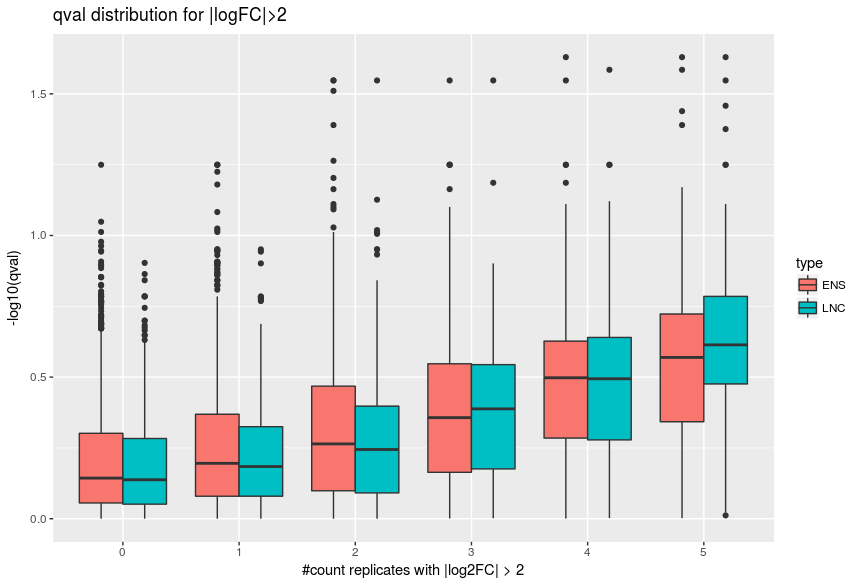 qval distribution for |logFC|>2
-log10(qval)
1.5
1.0
0.5
0.0
0 1 2 3 4 5
#count replicates with |log2FC| > 2
type
ENS
LNC